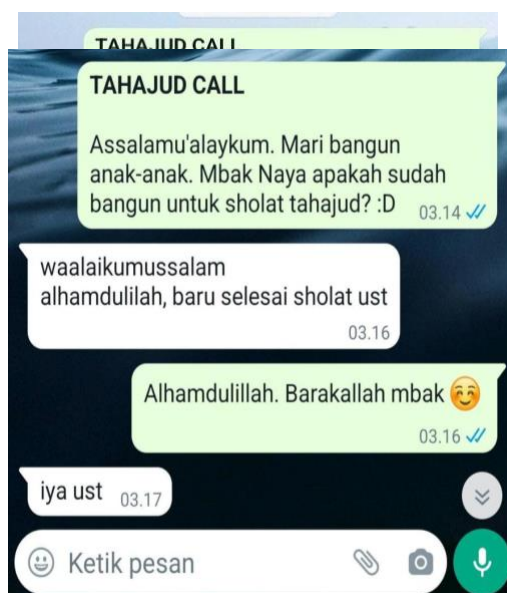 TAHAJUD CALL
TAHAJUD CALL
Assalamu'alaykum. Mari bangun
anak-anak. Mbak Naya apakah sudah
bangun untuk sholat tahajud? :D 03.14
waalaikumussalam
alhamdulilah, baru selesai sholat ust
03.16
Alhamdulillah. Barakallah mbak ☺️
03.16
iya ust 03.17
Ketik pesan